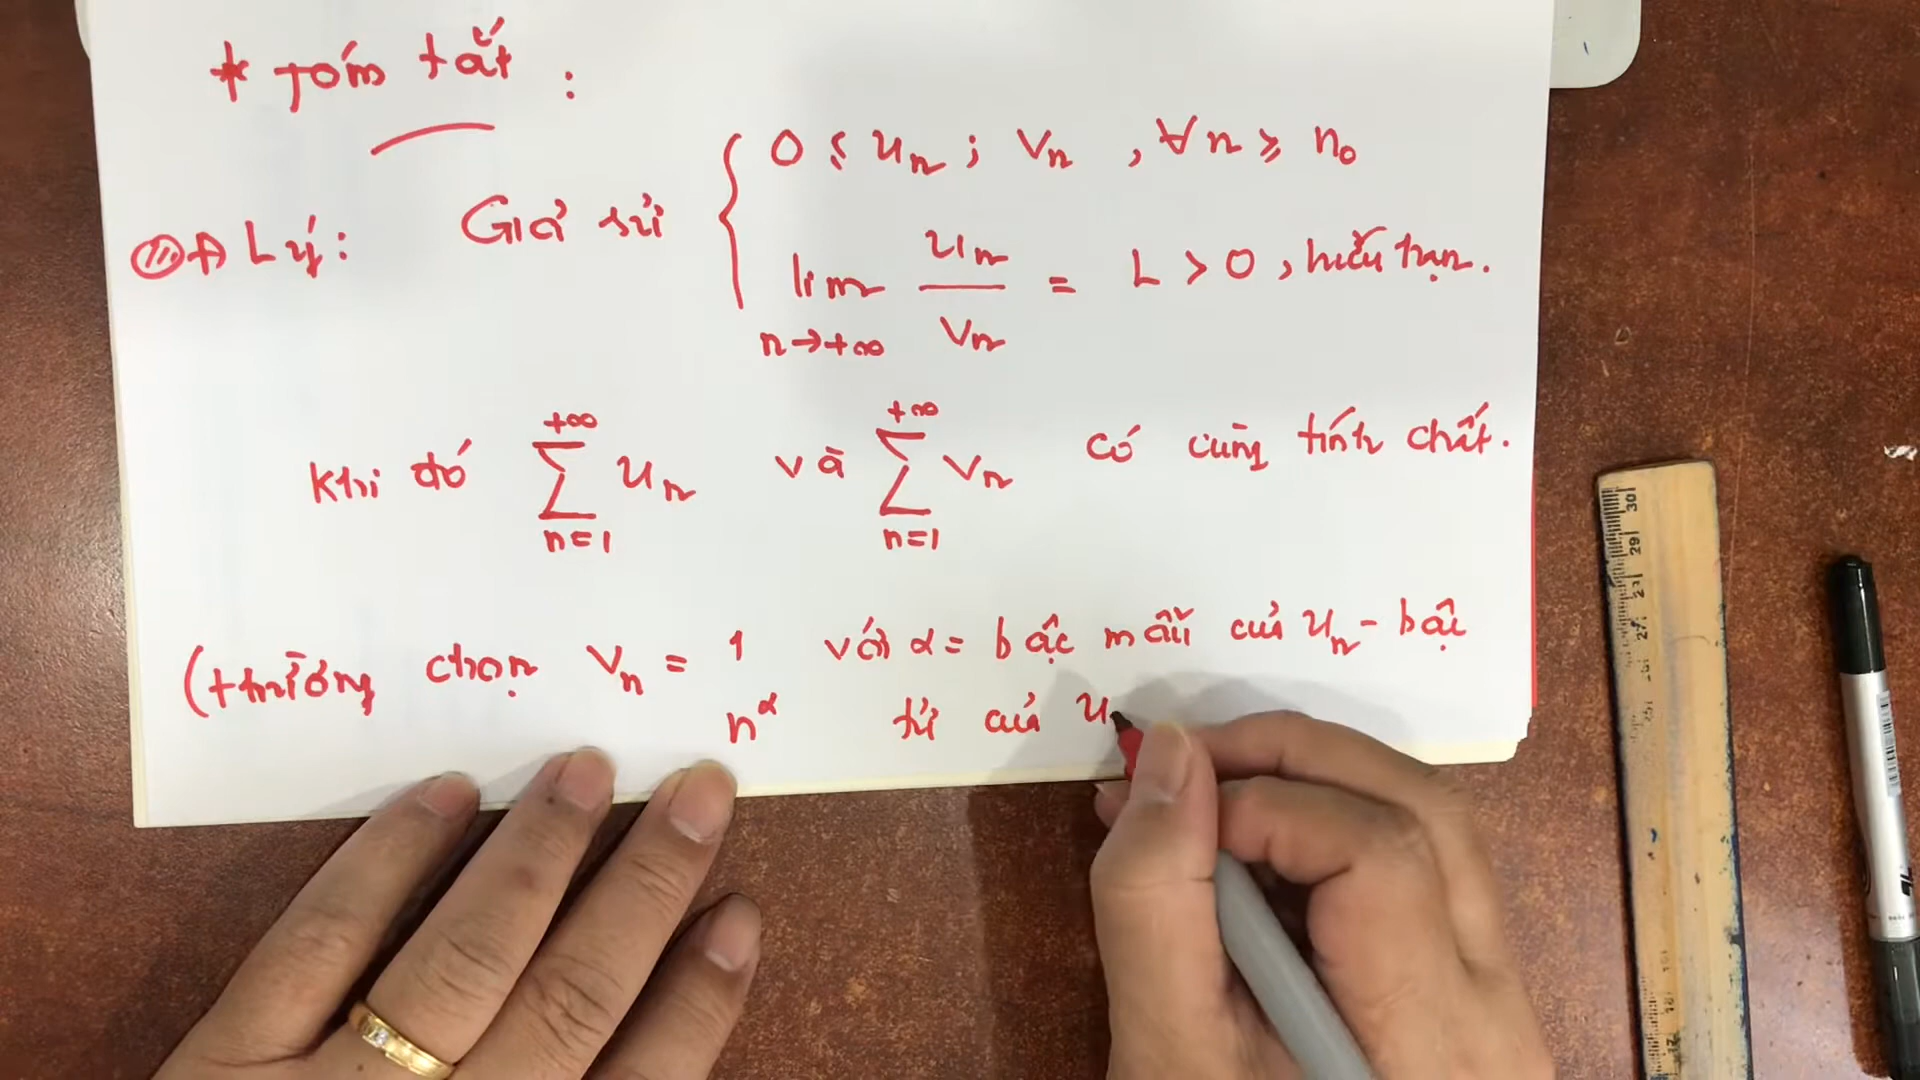 * Tóm tắt :
Đ Lý: Giả sử { 0 ≤ uₙ ; vₙ , ∀n ≥ n₀
lim n→+∞ uₙ / vₙ = L > 0 , hữu hạn.
Khi đó +∞ ∑ n=1 uₙ và +∞ ∑ n=1 vₙ có cùng tính chất.
(thường chọn vₙ = 1 với α = bậc mẫu của uₙ - bậc
n^α tử của u
30 29